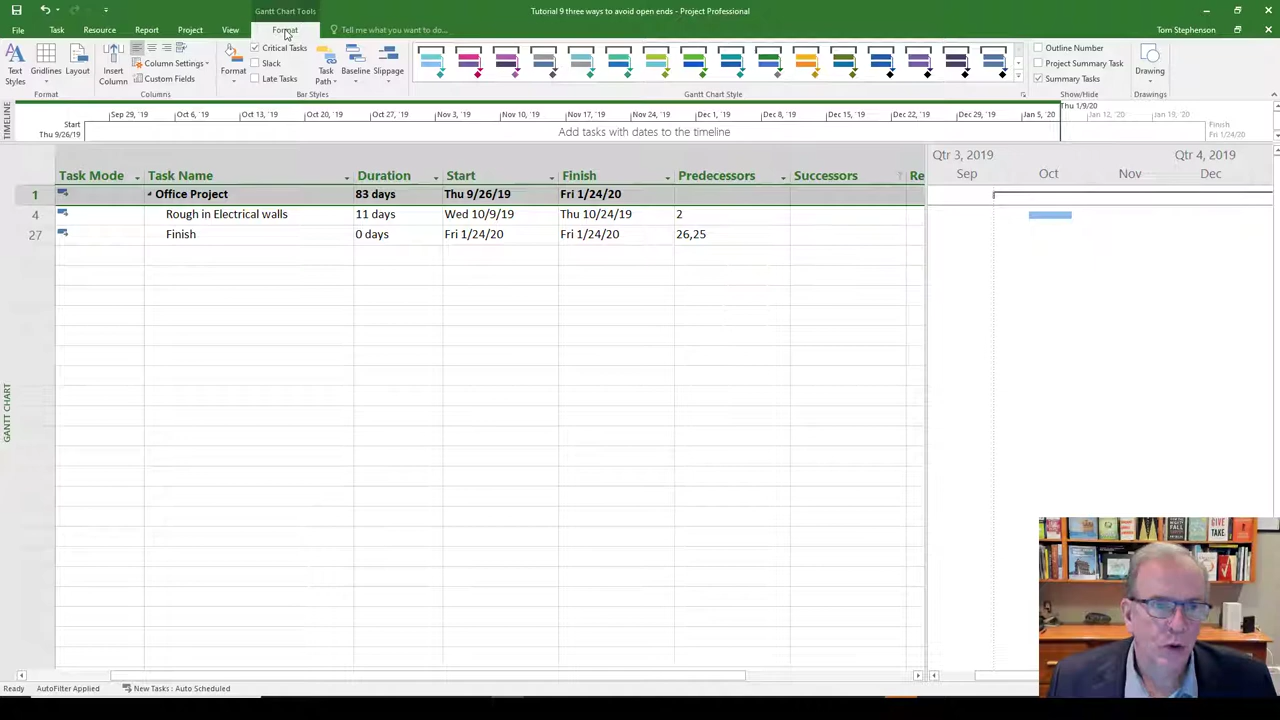 Gantt Chart Tools
Tutorial 9 three ways to avoid open ends - Project Professional
File Task Resource Report Project View Format Tell me what you want to do... Tom Stephenson
Text Styles
Gridlines
Layout
Format
Insert Column
Column Settings
Custom Fields
Columns
Format
Critical Tasks
Slack
Late Tasks
Task Path
Baseline
Slippage
Bar Styles
Gantt Chart Style
Outline Number
Project Summary Task
Summary Tasks
Show/Hide
Drawing
Drawings
TIMELINE
Thu 1/9/20
Start
Thu 9/26/19
Sep 29, '19 Oct 6, '19 Oct 13, '19 Oct 20, '19 Oct 27, '19 Nov 3, '19 Nov 10, '19 Nov 17, '19 Nov 24, '19 Dec 1, '19 Dec 8, '19 Dec 15, '19 Dec 22, '19 Dec 29, '19 Jan 5, '20 Jan 12, '20 Jan 19, '20
Add tasks with dates to the timeline
Finish
Fri 1/24/20
Qtr 3, 2019 Qtr 4, 2019
Task Mode Task Name Duration Start Finish Predecessors Successors Re Sep Oct Nov Dec
1 Office Project 83 days Thu 9/26/19 Fri 1/24/20
4 Rough in Electrical walls 11 days Wed 10/9/19 Thu 10/24/19 2
27 Finish 0 days Fri 1/24/20 Fri 1/24/20 26,25
GANTT CHART
GIVE
TAKE
Ready AutoFilter Applied New Tasks : Auto Scheduled